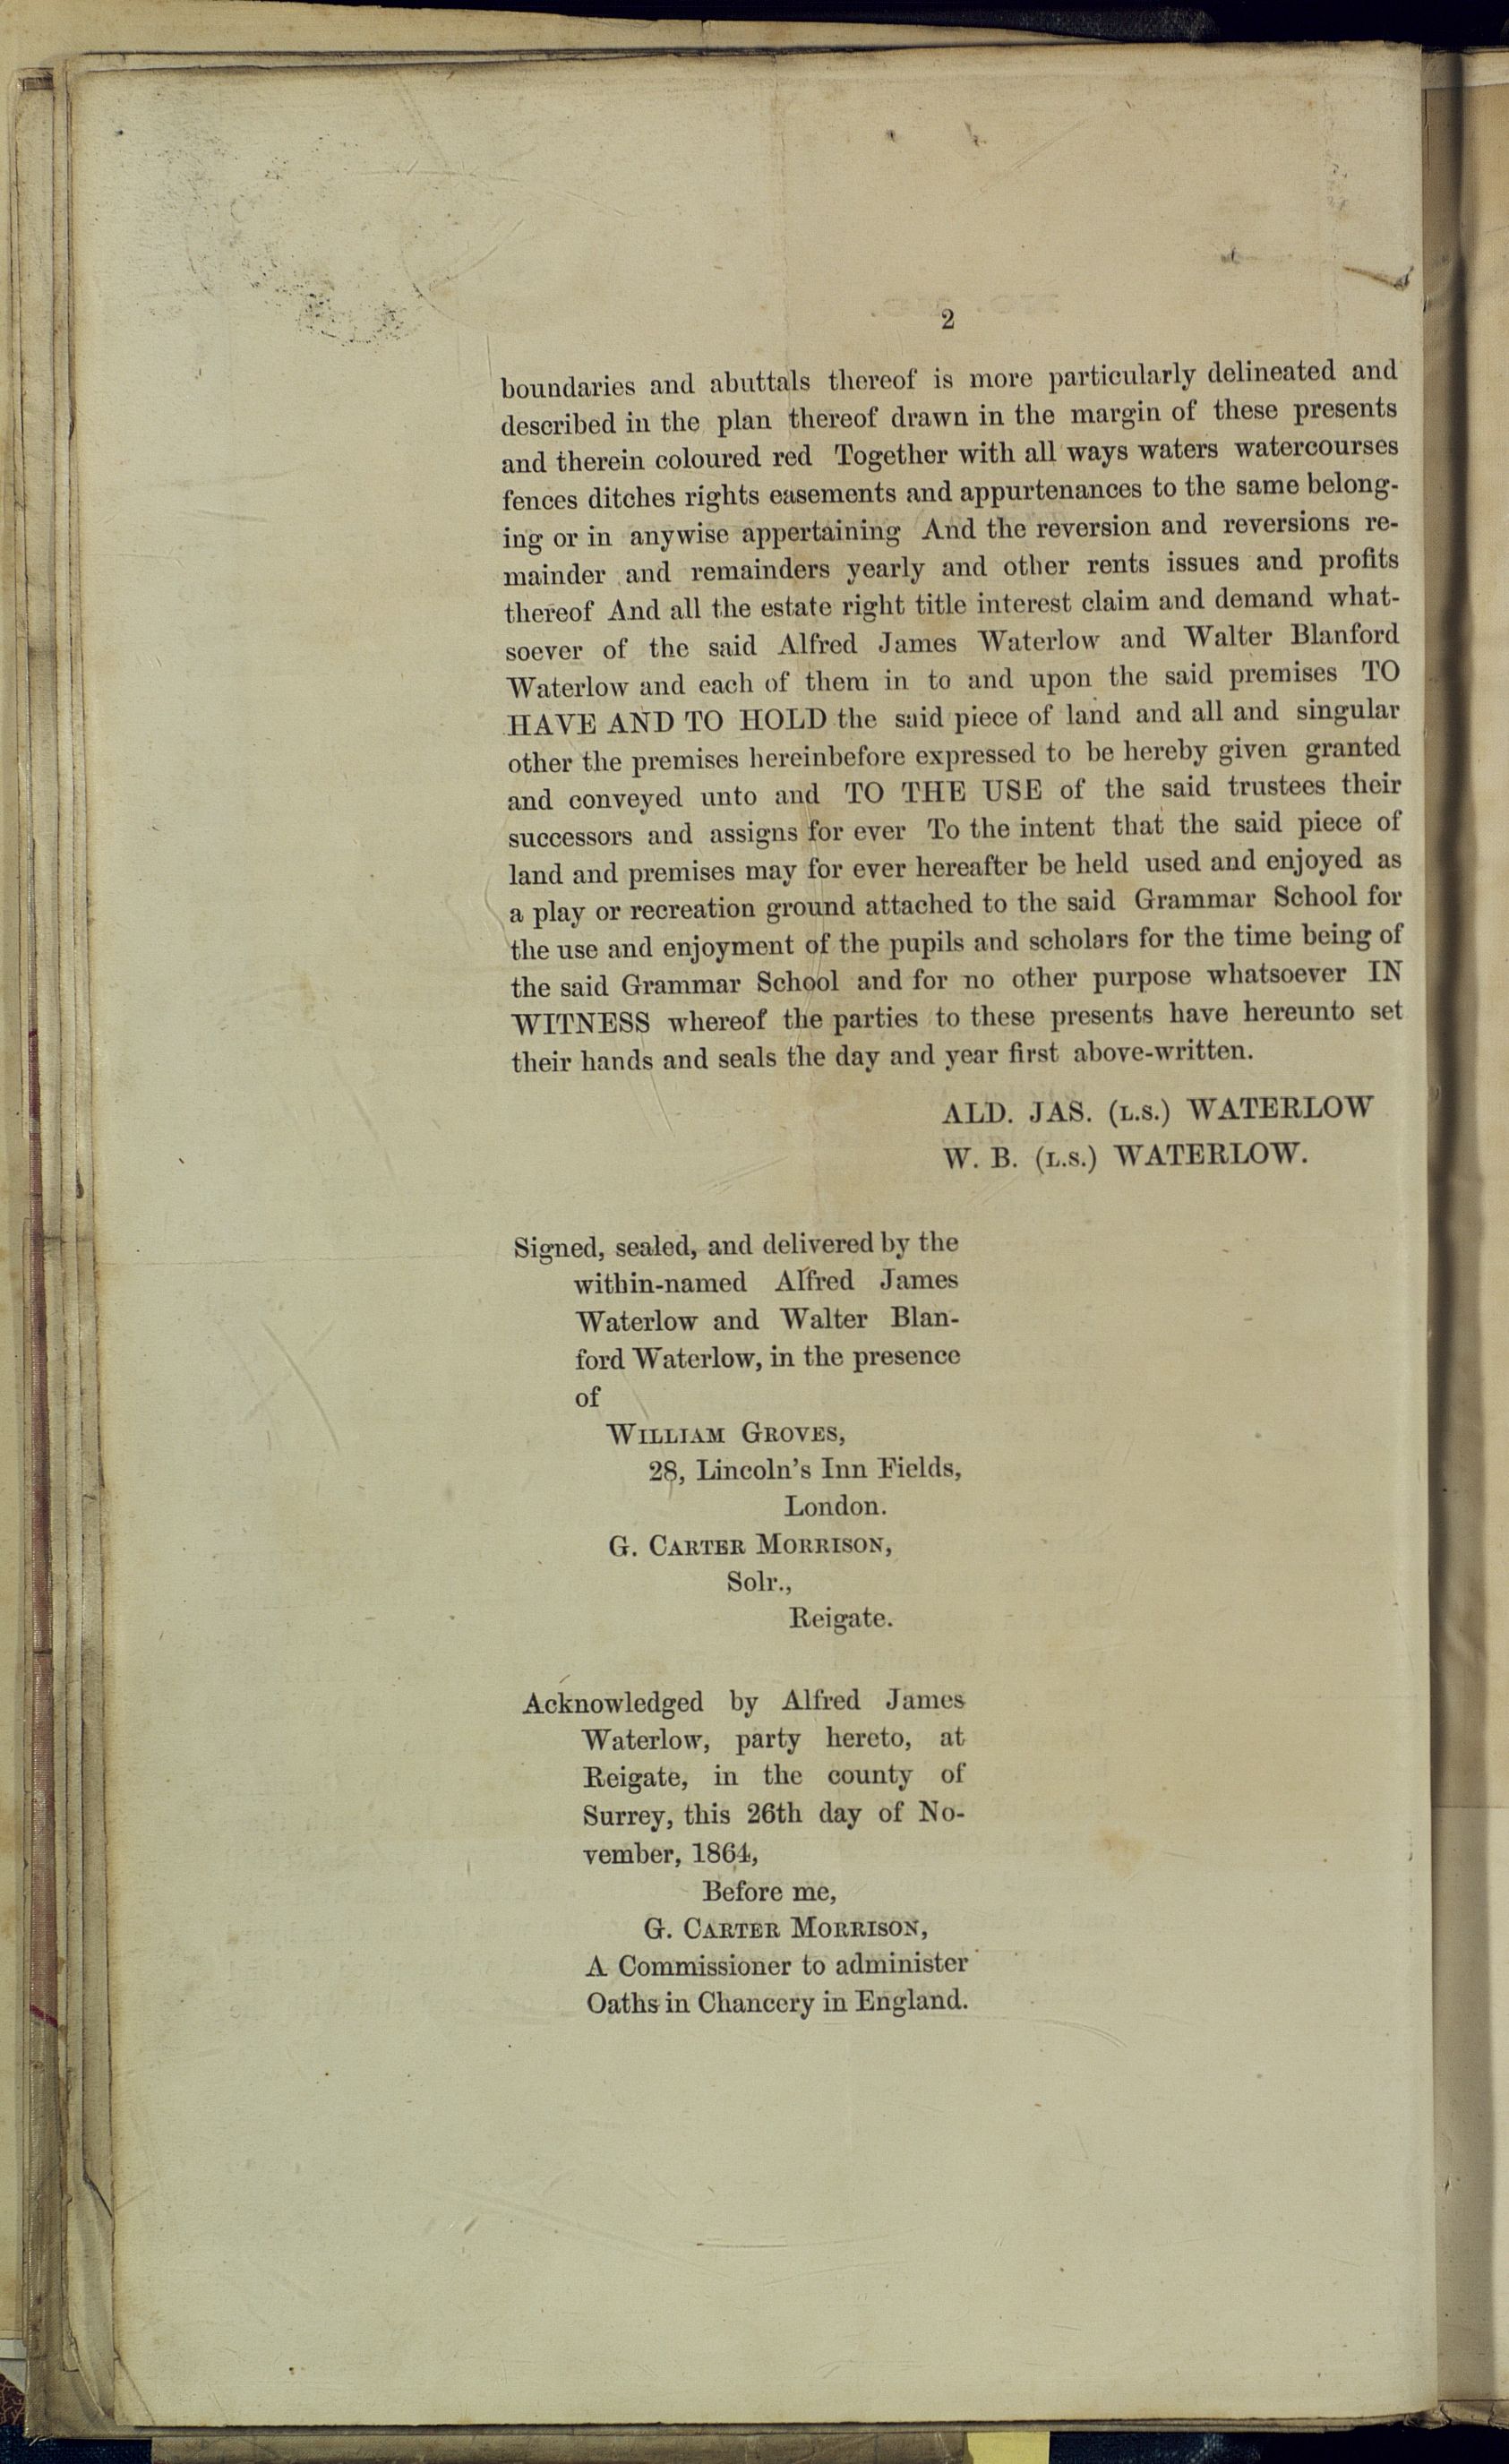 2
boundaries and abuttals thereof is more particularly delineated and
described in the plan thereof drawn in the margin of these presents
and therein coloured red Together with all ways waters watercourses
fences ditches rights easements and appurtenances to the same belong-
ing or in anywise appertaining And the reversion and reversions re-
mainder and remainders yearly and other rents issues and profits
thereof And all the estate right title interest claim and demand what-
soever of the said Alfred James Waterlow and Walter Blanford
Waterlow and each of them in to and upon the said premises TO
HAVE AND TO HOLD the said piece of land and all and singular
other the premises hereinbefore expressed to be hereby given granted
and conveyed unto and TO THE USE of the said trustees their
successors and assigns for ever To the intent that the said piece of
land and premises may for ever hereafter be held used and enjoyed as
a play or recreation ground attached to the said Grammar School for
the use and enjoyment of the pupils and scholars for the time being of
the said Grammar School and for no other purpose whatsoever IN
WITNESS whereof the parties to these presents have hereunto set
their hands and seals the day and year first above-written.
ALD. JAS. (L.S.) WATERLOW
W. B. (L.S.) WATERLOW.
Signed, sealed, and delivered by the
within-named Alfred James
Waterlow and Walter Blan-
ford Waterlow, in the presence
of
WILLIAM GROVES,
28, Lincoln's Inn Fields,
London.
G. CARTER MORRISON,
Solr.,
Reigate.
Acknowledged by Alfred James
Waterlow, party hereto, at
Reigate, in the county of
Surrey, this 26th day of No-
vember, 1864,
Before me,
G. CARTER MORRISON,
A Commissioner to administer
Oaths in Chancery in England.